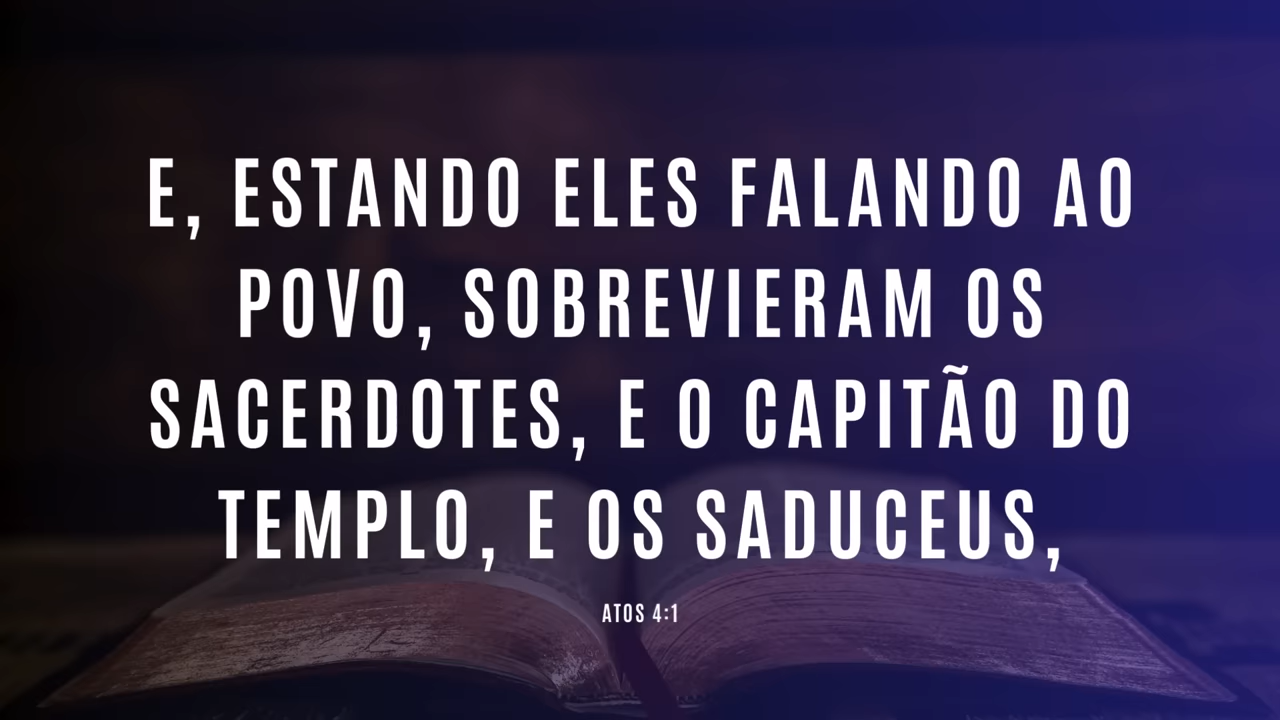 E, ESTANDO ELES FALANDO AO
POVO, SOBREVIERAM OS
SACERDOTES, E O CAPITÃO DO
TEMPLO, E OS SADUCEUS,
ATOS 4:1